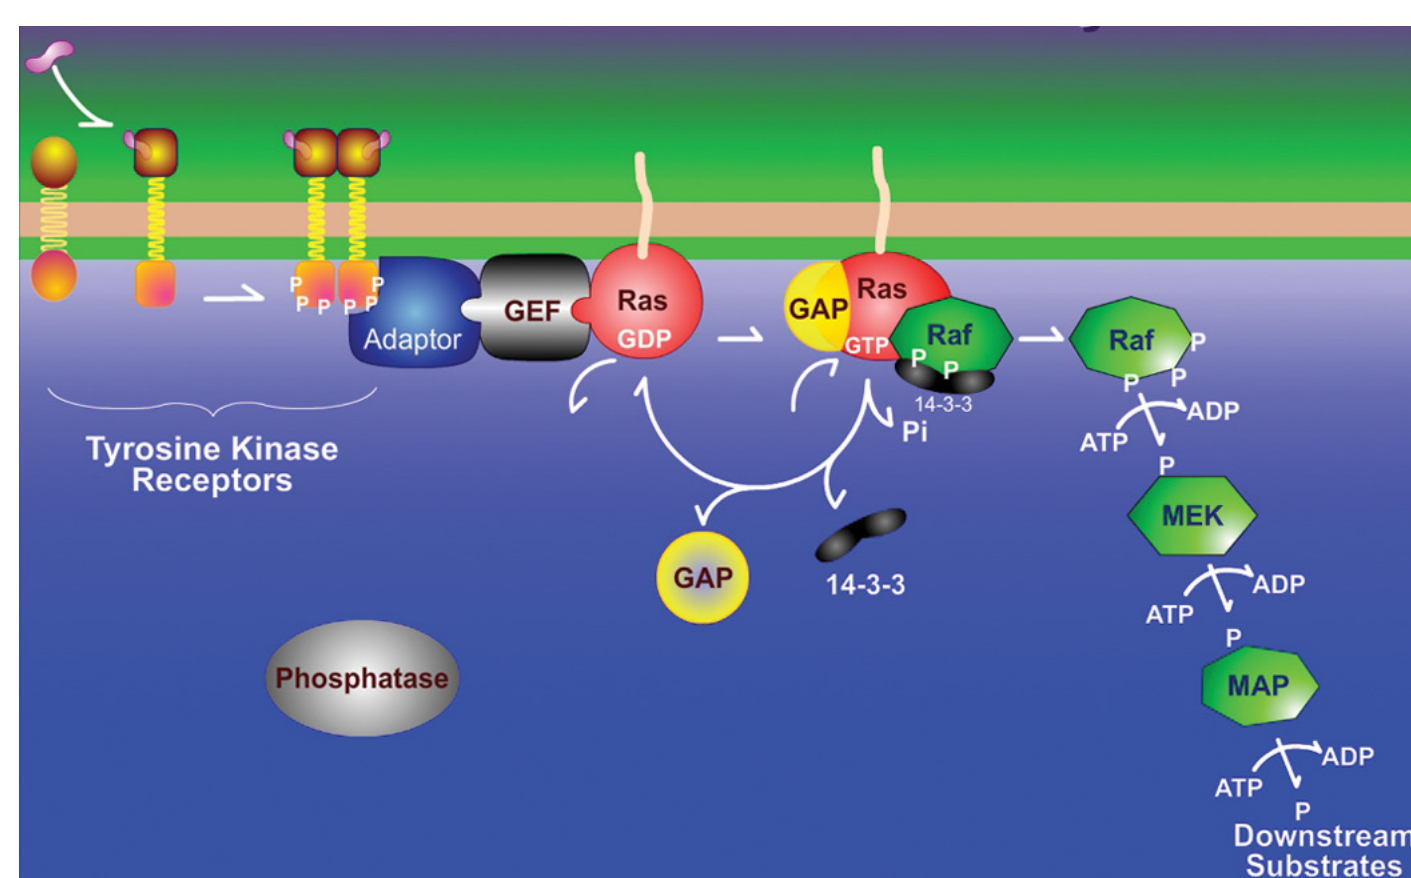 P
P P P P
P
Adaptor
GEF
Ras
GDP
GAP
Ras
GTP
Raf
P P
14-3-3
Pi
Raf
P
P
P
ATP
ADP
P
MEK
ATP
ADP
P
MAP
ATP
ADP
P
Downstream
Substrates
Tyrosine Kinase
Receptors
GAP
14-3-3
Phosphatase